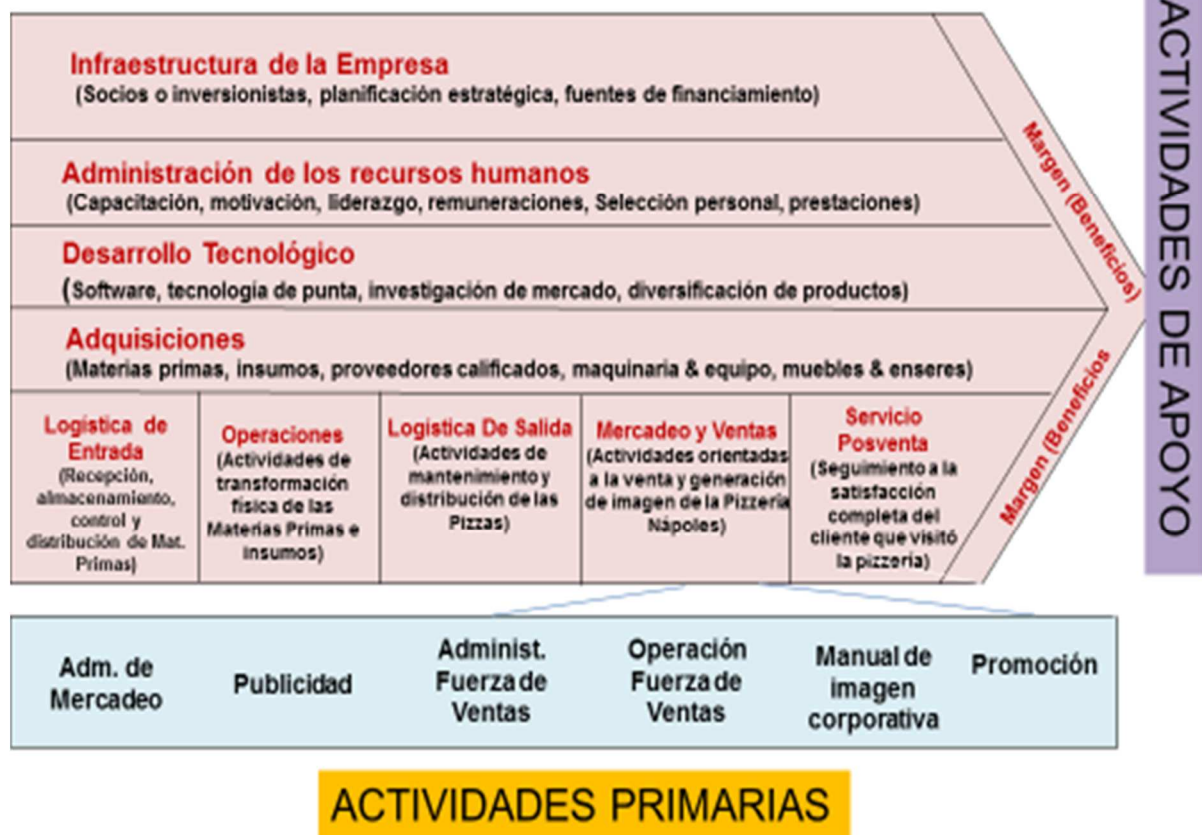 Infraestructura de la Empresa
(Socios o inversionistas, planificación estratégica, fuentes de financiamiento)
Administración de los recursos humanos
(Capacitación, motivación, liderazgo, remuneraciones, Selección personal, prestaciones)
Desarrollo Tecnológico
(Software, tecnología de punta, investigación de mercado, diversificación de productos)
Adquisiciones
(Materias primas, insumos, proveedores calificados, maquinaria & equipo, muebles & enseres)
Logística de
Entrada
(Recepción,
almacenamiento,
control y
distribución de Mat.
Primas)
Operaciones
(Actividades de
transformación
física de las
Materias Primas e
insumos)
Logística De Salida
(Actividades de
mantenimiento y
distribución de las
Pizzas)
Mercadeo y Ventas
(Actividades orientadas
a la venta y generación
de imagen de la Pizzería
Nápoles)
Servicio
Posventa
(Seguimiento a la
satisfacción
completa del
cliente que visitó
la pizzería)
Margen (Beneficios)
Margen (Beneficios
ACTIVIDADES DE APOYO
Adm. de
Mercadeo
Publicidad
Administ.
Fuerza de
Ventas
Operación
Fuerza de
Ventas
Manual de
imagen
corporativa
Promoción
ACTIVIDADES PRIMARIAS